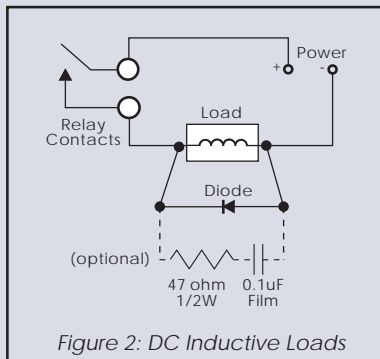 Power
+ -
Load
Relay
Contacts
Diode
(optional)
47 ohm
1/2W
0.1uF
Film
Figure 2: DC Inductive Loads